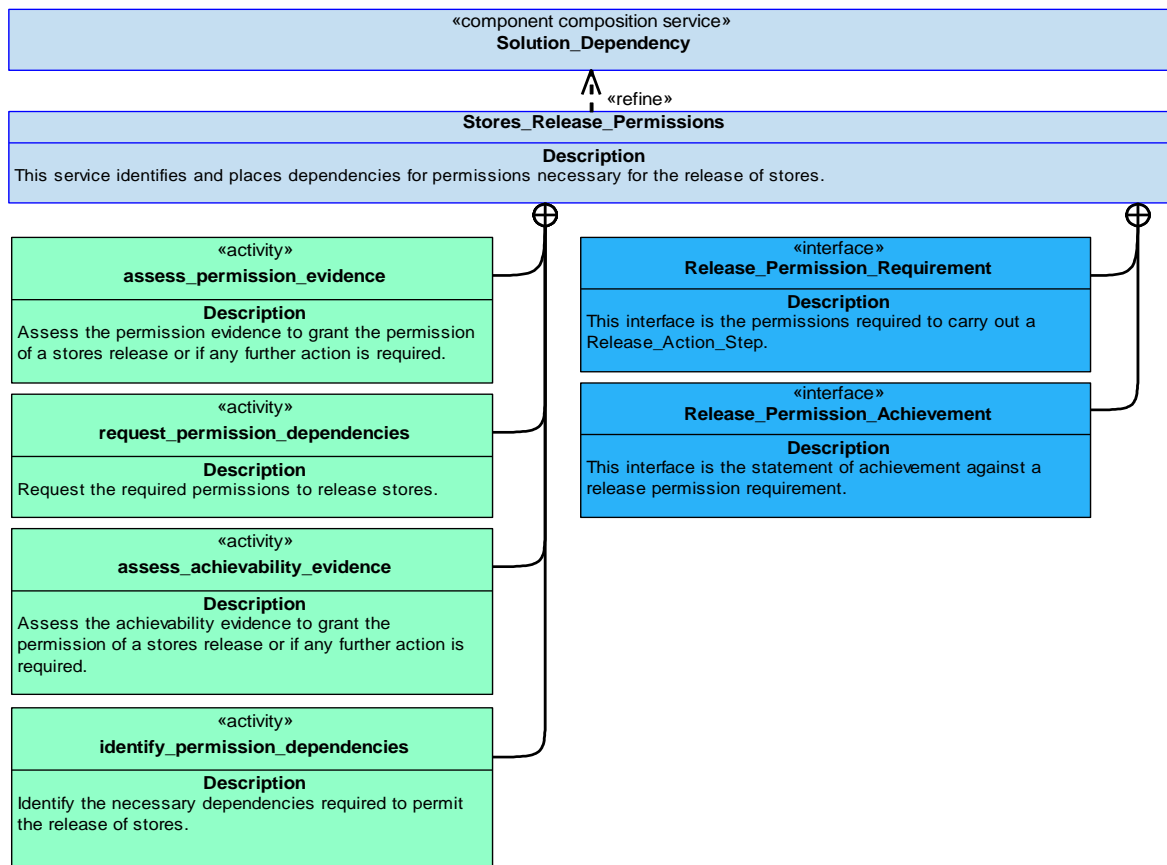 «component composition service»
Solution_Dependency
«refine»
Stores_Release_Permissions
Description
This service identifies and places dependencies for permissions necessary for the release of stores.
«activity»
assess_permission_evidence
Description
Assess the permission evidence to grant the permission
of a stores release or if any further action is required.
«activity»
request_permission_dependencies
Description
Request the required permissions to release stores.
«activity»
assess_achievability_evidence
Description
Assess the achievability evidence to grant the
permission of a stores release or if any further action is
required.
«activity»
identify_permission_dependencies
Description
Identify the necessary dependencies required to permit
the release of stores.
«interface»
Release_Permission_Requirement
Description
This interface is the permissions required to carry out a
Release_Action_Step.
«interface»
Release_Permission_Achievement
Description
This interface is the statement of achievement against a
release permission requirement.